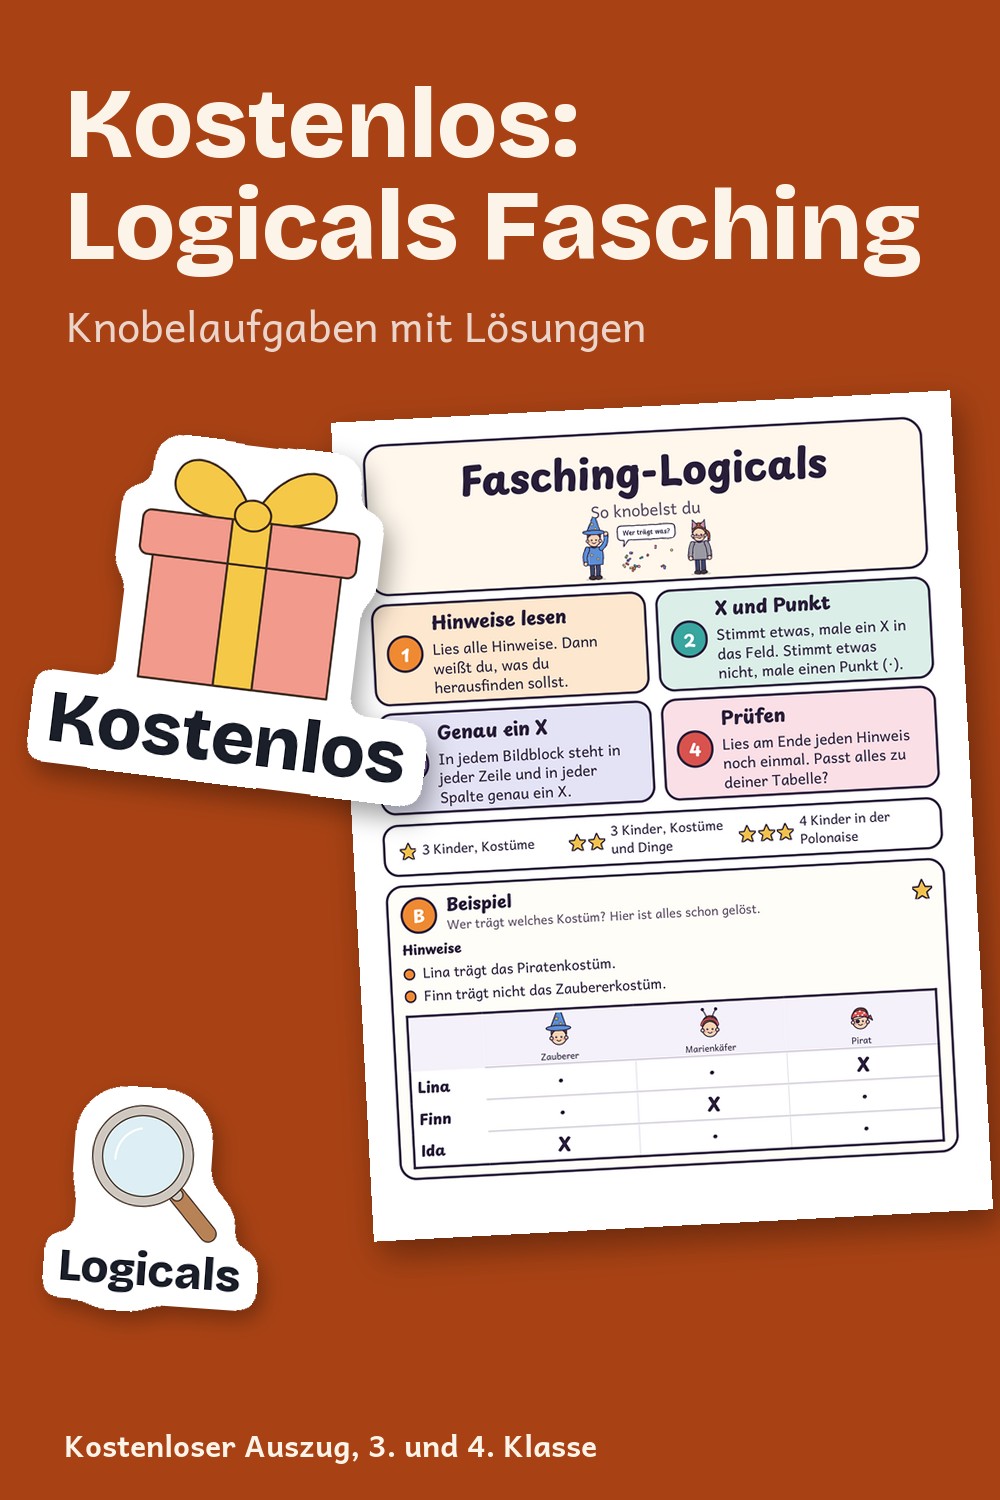 Kostenlos:
Logicals Fasching
Knobelaufgaben mit Lösungen
Kostenlos
Fasching-Logicals
So knobelst du
Wer trägt was?
1
Hinweise lesen
Lies alle Hinweise. Dann
weißt du, was du
herausfinden sollst.
2
X und Punkt
Stimmt etwas, male ein X in
das Feld. Stimmt etwas
nicht, male einen Punkt (·).
Genau ein X
In jedem Bildblock steht in
jeder Zeile und in jeder
Spalte genau ein X.
4
Prüfen
Lies am Ende jeden Hinweis
noch einmal. Passt alles zu
deiner Tabelle?
3 Kinder, Kostüme
3 Kinder, Kostüme
und Dinge
4 Kinder in der
Polonaise
B
Beispiel
Wer trägt welches Kostüm? Hier ist alles schon gelöst.
Hinweise
Lina trägt das Piratenkostüm.
Finn trägt nicht das Zaubererkostüm.
Zauberer Marienkäfer Pirat
Lina · · X
Finn · X ·
Ida X · ·
Logicals
Kostenloser Auszug, 3. und 4. Klasse